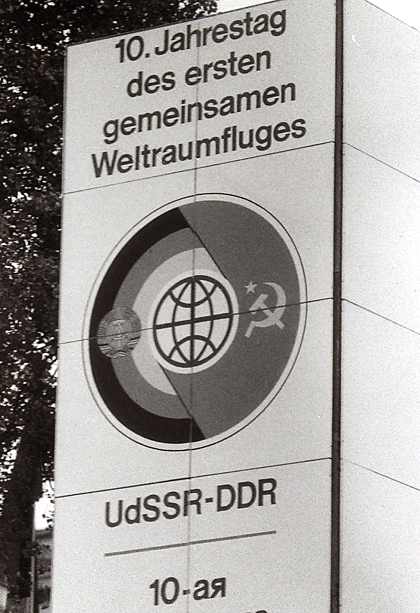 10. Jahrestag
des ersten
gemeinsamen
Weltraumfluges
UdSSR-DDR
10-ая